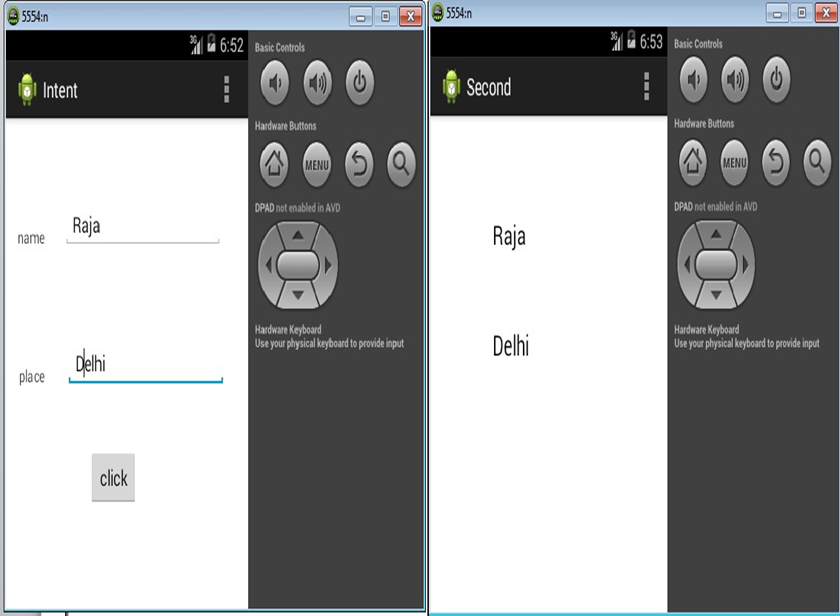 5554:n
3G 6:52
Intent
name
Raja
place
Delhi
click
Basic Controls
Hardware Buttons
MENU
DPAD not enabled in AVD
Hardware Keyboard
Use your physical keyboard to provide input
5554:n
3G 6:53
Second
Raja
Delhi
Basic Controls
Hardware Buttons
MENU
DPAD not enabled in AVD
Hardware Keyboard
Use your physical keyboard to provide input